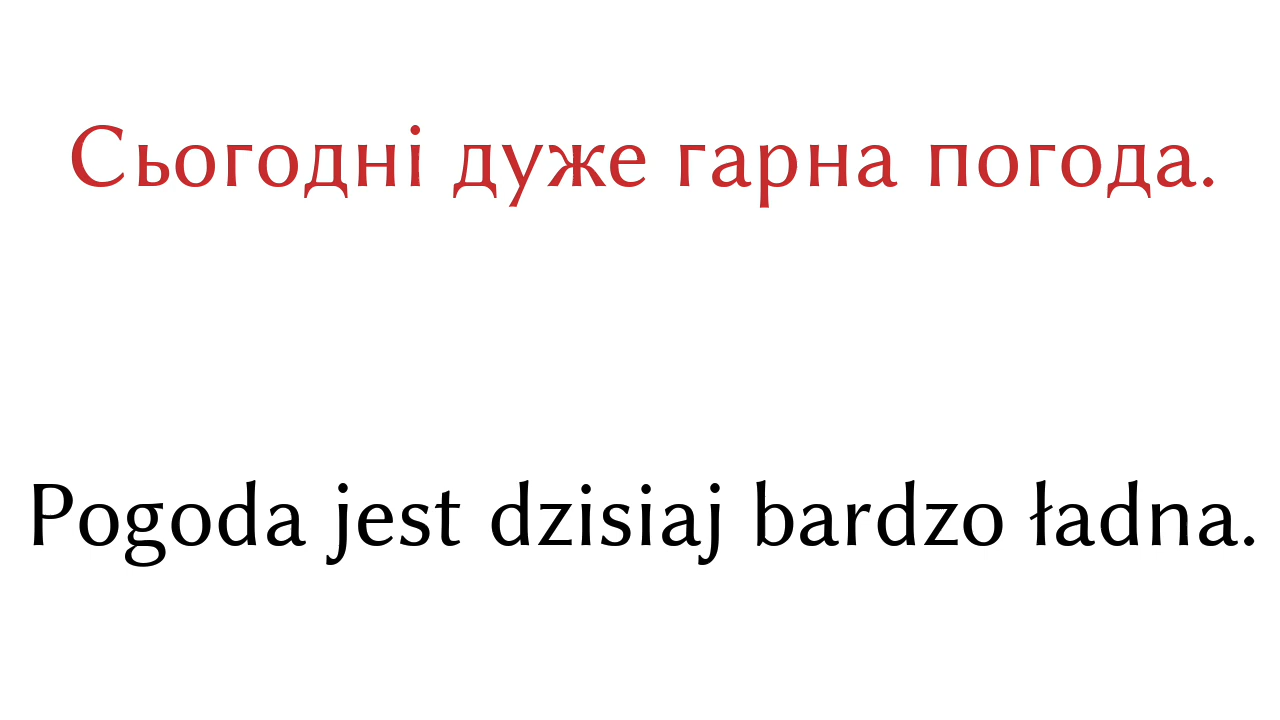 Сьогодні дуже гарна погода.
Pogoda jest dzisiaj bardzo ładna.